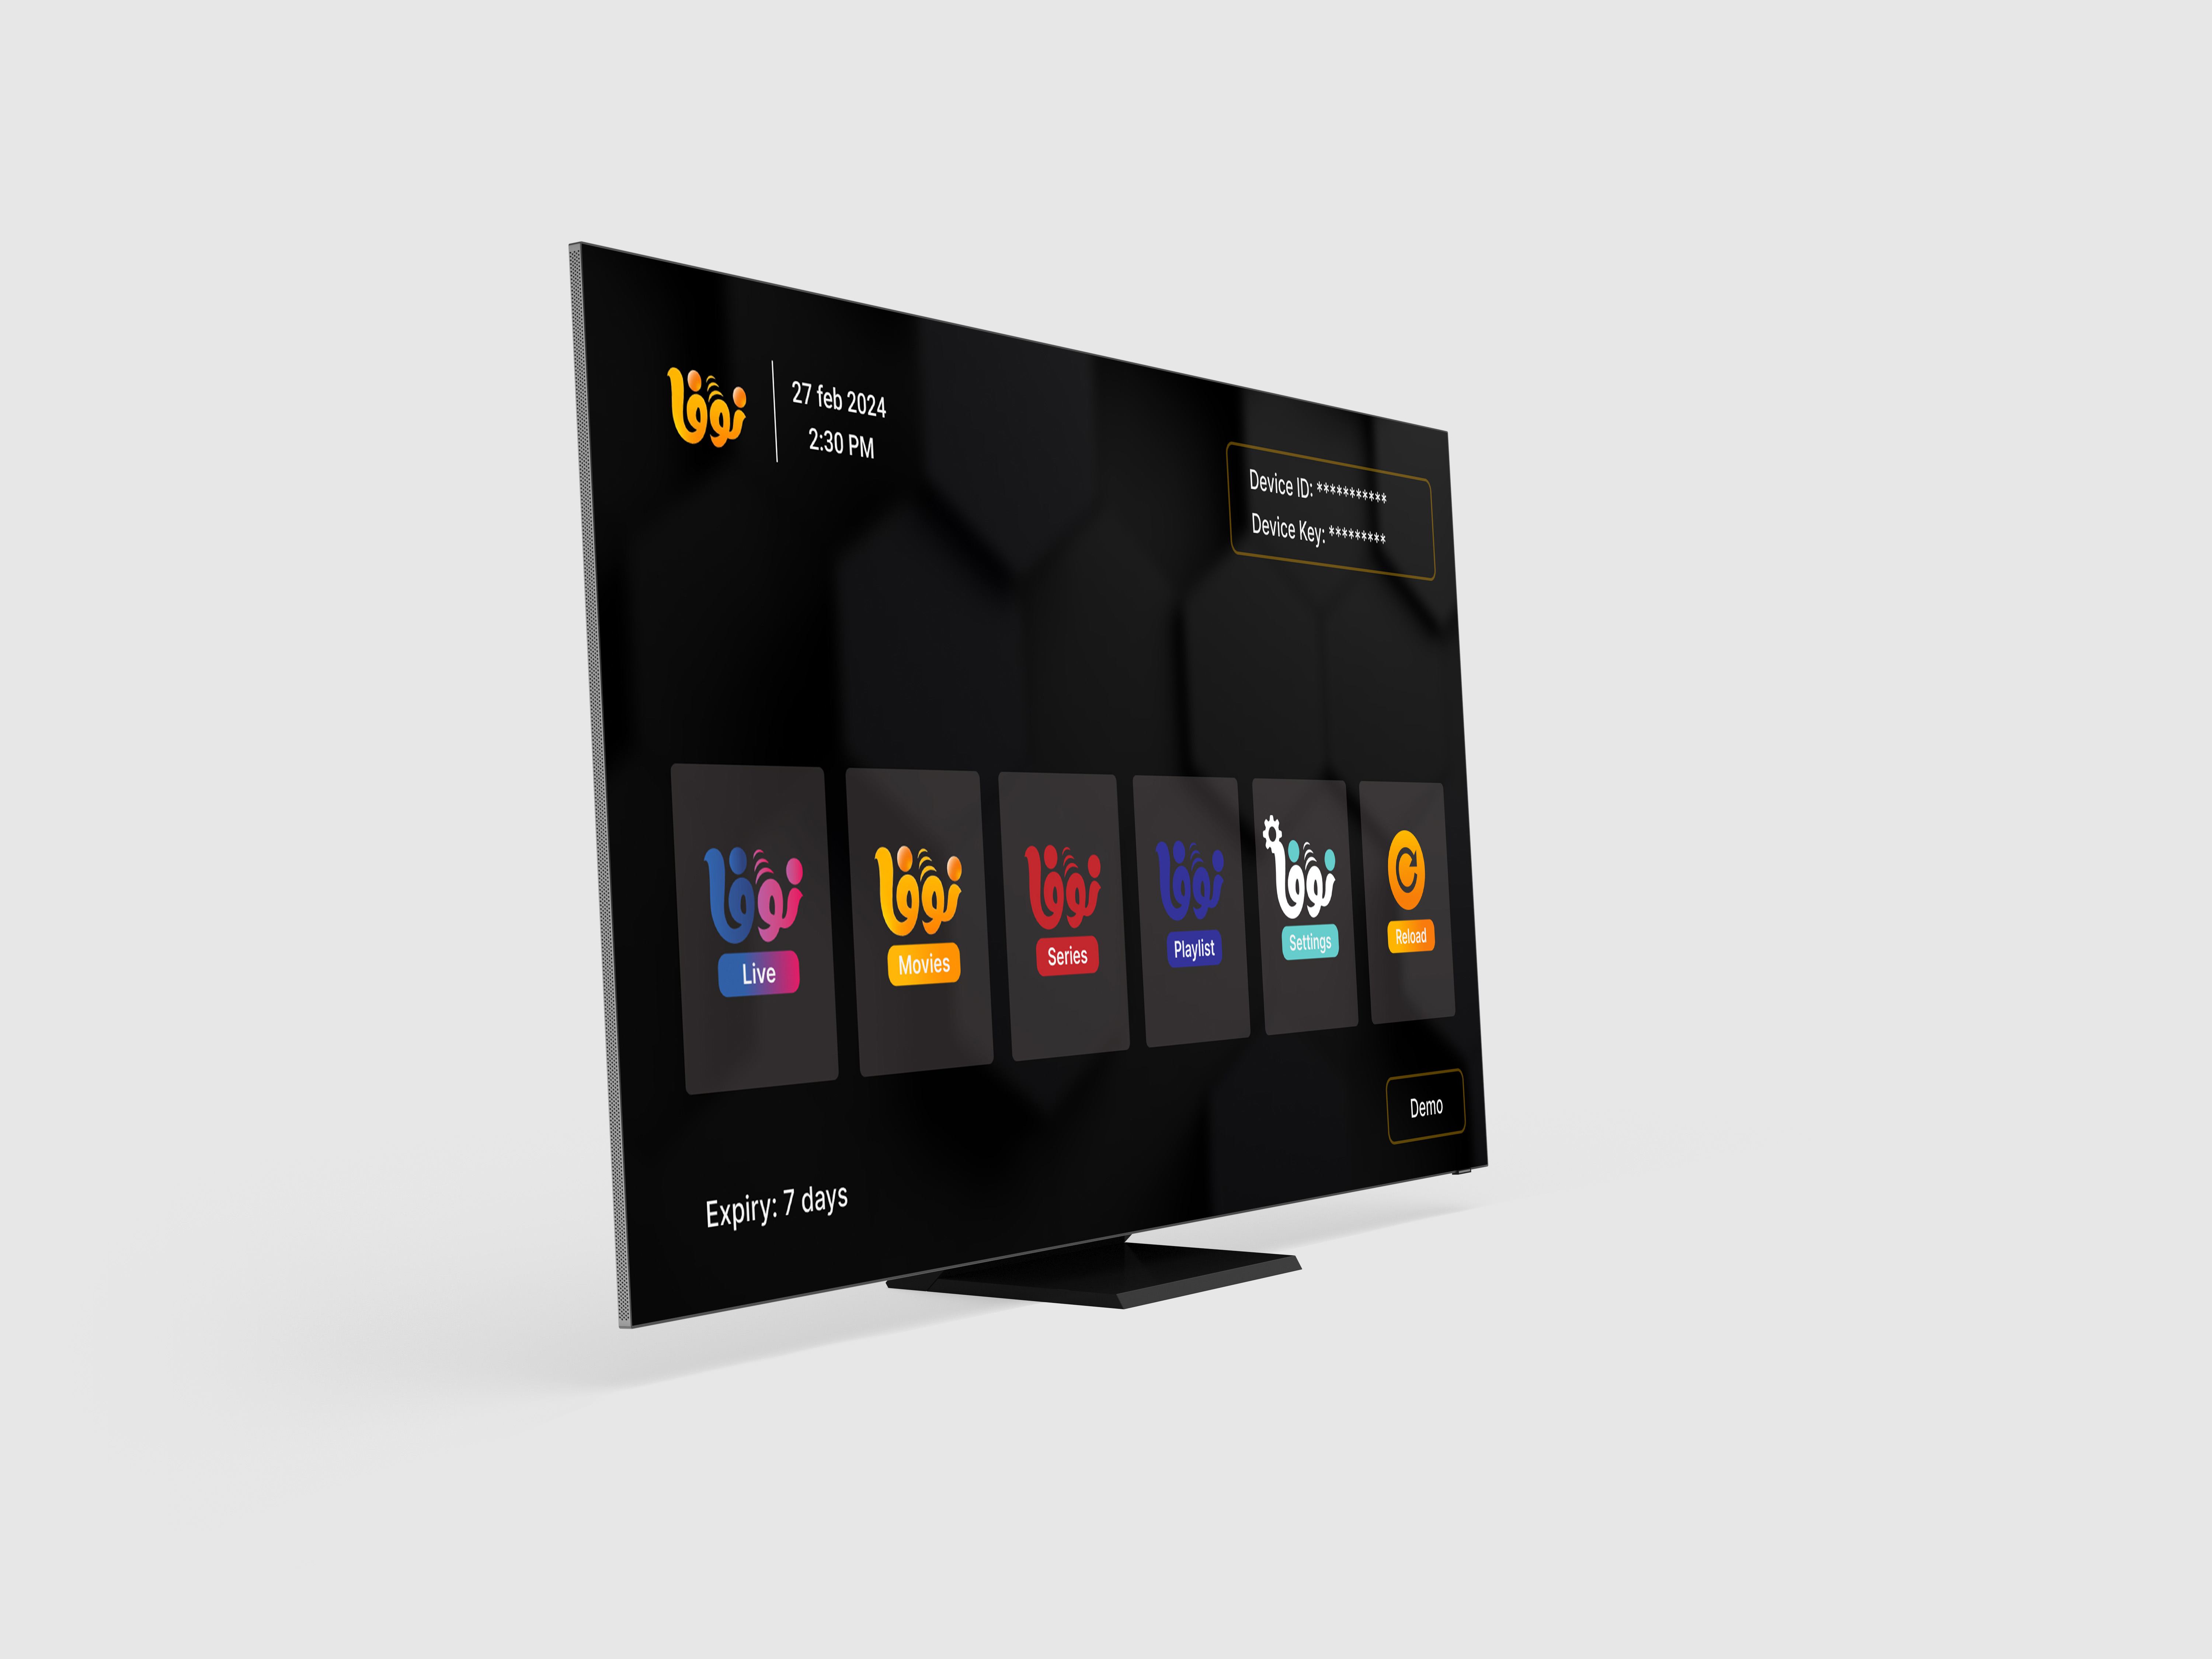 نوفا
27 feb 2024
2:30 PM
Device ID: ***********
Device Key: *********
نوفا
Live
نوفا
Movies
نوفا
Series
نوفا
Playlist
نوفا
Settings
Reload
Demo
Expiry: 7 days